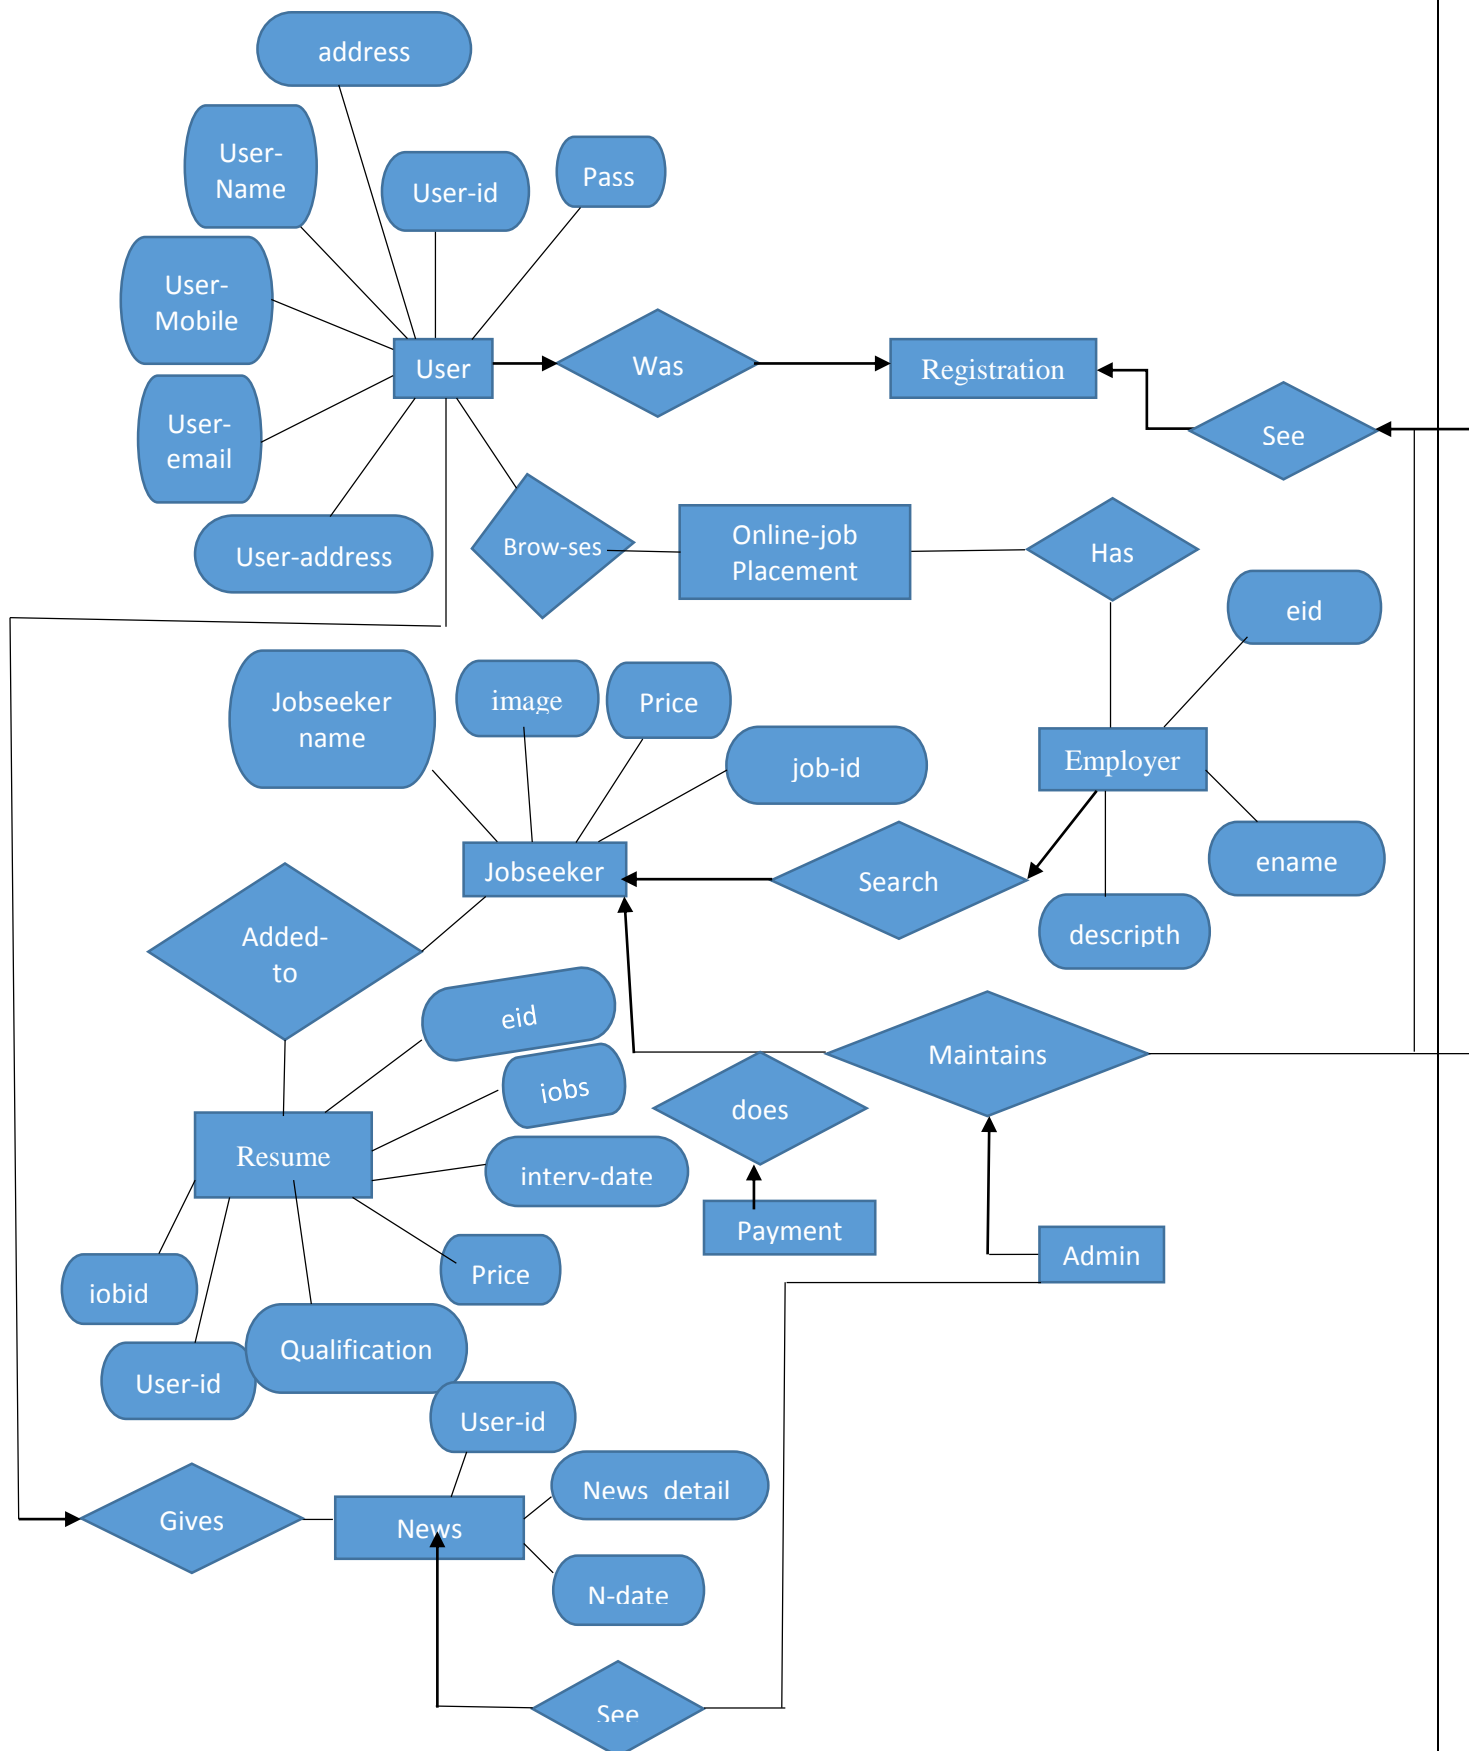 address
User-
Name
User-id
Pass
User-
Mobile
User
Was
Registration
User-
email
See
User-address
Brow-ses
Online-job
Placement
Has
eid
Jobseeker
name
image
Price
job-id
Employer
Jobseeker
Search
ename
Added-
to
descripth
eid
iobs
Maintains
does
Resume
interv-date
Payment
Admin
iobid
Price
User-id
Qualification
User-id
News_detail
Gives
News
N-date
See